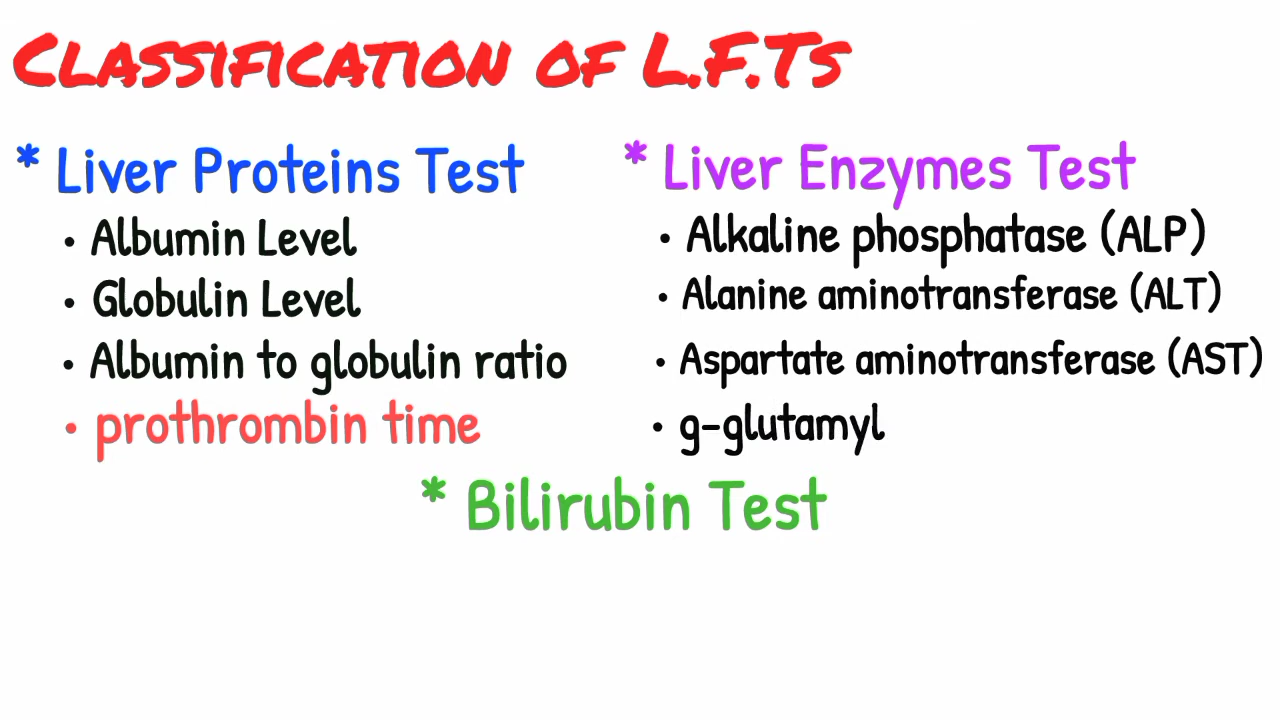 Classification of L.F.Ts
* Liver Proteins Test
• Albumin Level
• Globulin Level
• Albumin to globulin ratio
• prothrombin time
* Liver Enzymes Test
• Alkaline phosphatase (ALP)
• Alanine aminotransferase (ALT)
• Aspartate aminotransferase (AST)
• g-glutamyl
* Bilirubin Test